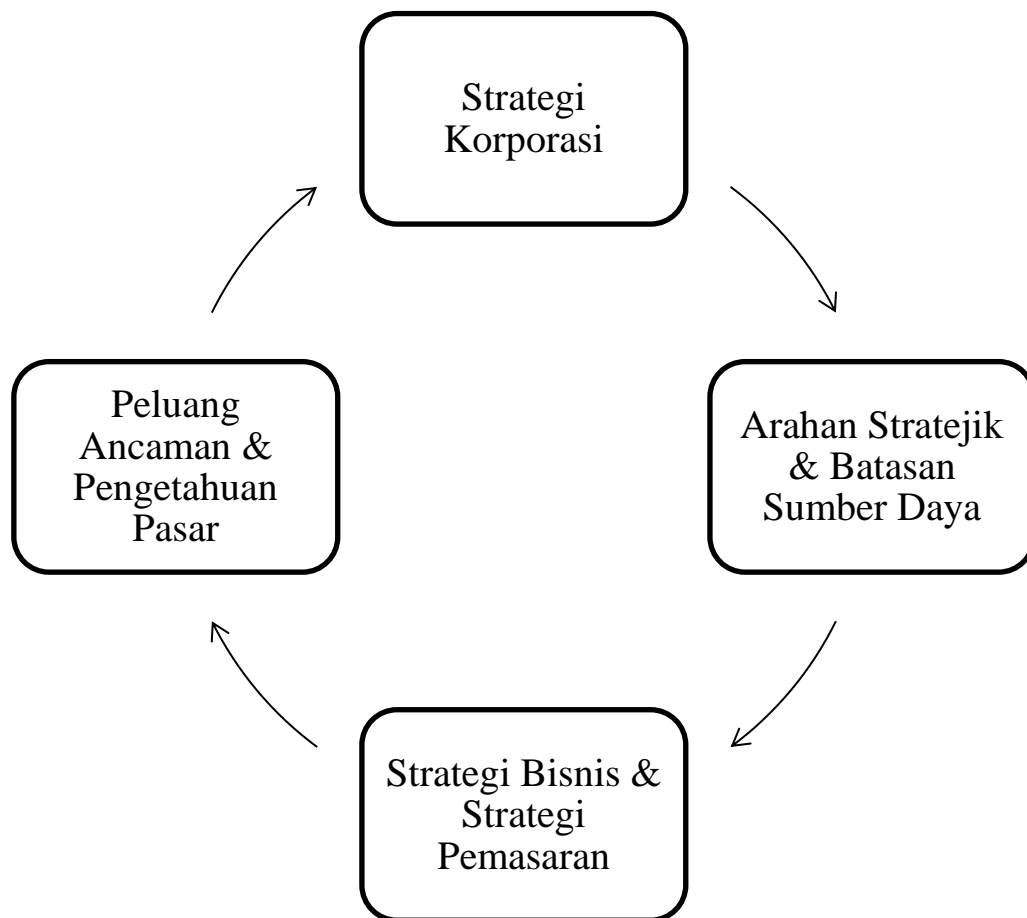 Strategi
Korporasi
Peluang
Ancaman &
Pengetahuan
Pasar
Arahan Stratejik
& Batasan
Sumber Daya
Strategi Bisnis &
Strategi
Pemasaran